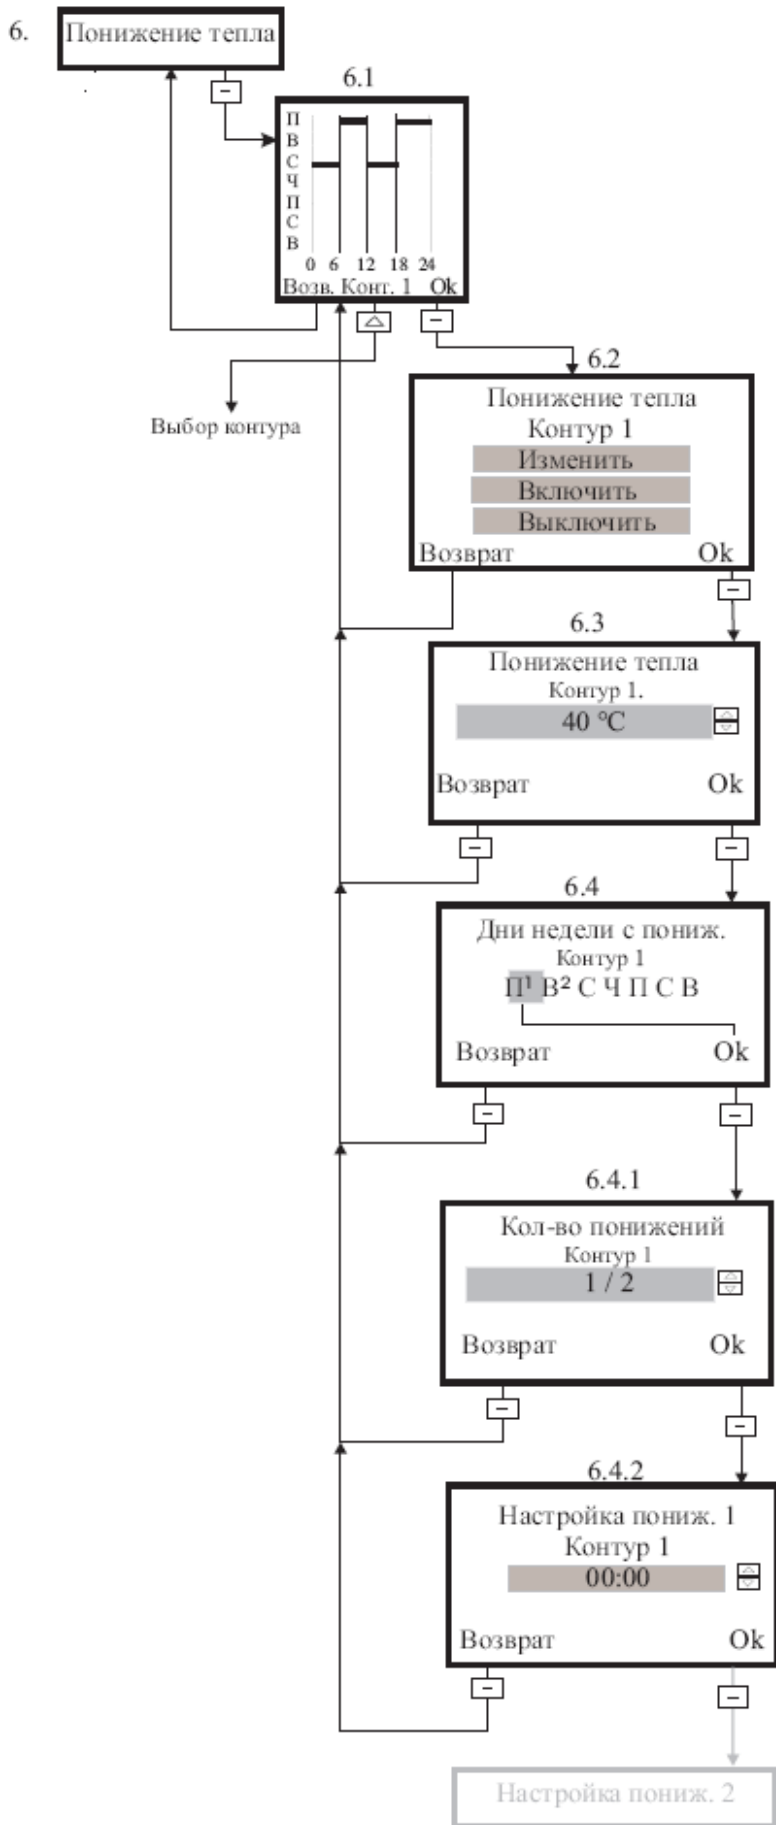 6.
Понижение тепла
6.1
П
В
С
Ч
П
С
В
0 6 12 18 24
Возв. Конт. 1 Ok
Выбор контура
6.2
Понижение тепла
Контур 1
Изменить
Включить
Выключить
Возврат Ok
6.3
Понижение тепла
Контур 1.
40 °C
Возврат Ok
6.4
Дни недели с пониж.
Контур 1
П¹ В² С Ч П С В
Возврат Ok
6.4.1
Кол-во понижений
Контур 1
1 / 2
Возврат Ok
6.4.2
Настройка пониж. 1
Контур 1
00:00
Возврат Ok
Настройка пониж. 2